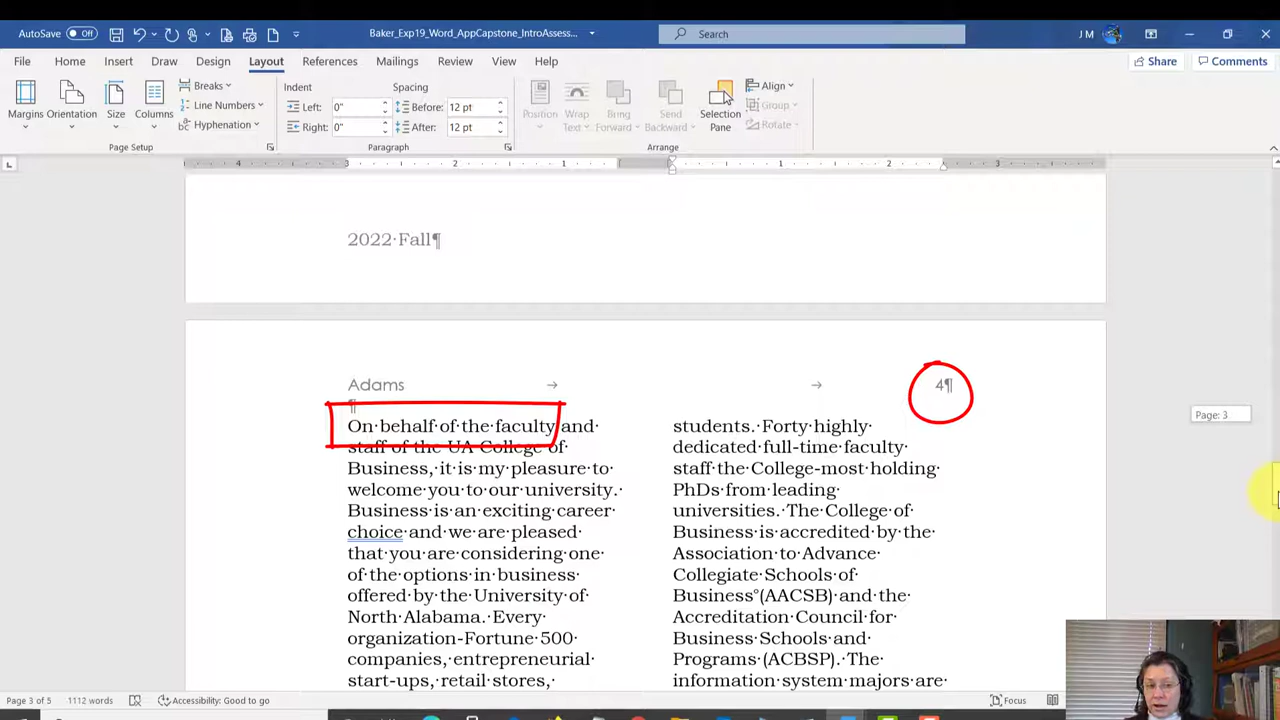 AutoSave Off Baker_Exp19_Word_AppCapstone_IntroAssess... Search J M
File Home Insert Draw Design Layout References Mailings Review View Help Share Comments
Margins Orientation Size Columns Breaks Line Numbers Hyphenation
Page Setup
Indent Spacing
Left: 0" Before: 12 pt
Right: 0" After: 12 pt
Paragraph
Position Wrap Text Bring Forward Send Backward Selection Pane Align Group Rotate
Arrange
4 3 2 1 1 2 3
2022·Fall¶
Adams → → 4¶
¶
On·behalf·of·the·faculty·and·
staff·of·the·UA·College·of·
Business,·it·is·my·pleasure·to·
welcome·you·to·our·university.·
Business·is·an·exciting·career·
choice·and·we·are·pleased·
that·you·are·considering·one·
of·the·options·in·business·
offered·by·the·University·of·
North·Alabama.·Every·
organization-Fortune·500·
companies,·entrepreneurial·
start-ups,·retail·stores,·
students.·Forty·highly·
dedicated·full-time·faculty·
staff·the·College-most·holding·
PhDs·from·leading·
universities.·The·College·of·
Business·is·accredited·by·the·
Association·to·Advance·
Collegiate·Schools·of·
Business°(AACSB)·and·the·
Accreditation·Council·for·
Business·Schools·and·
Programs·(ACBSP).·The·
information·system·majors·are·
Page: 3
Page 3 of 5 1112 words Accessibility: Good to go Focus